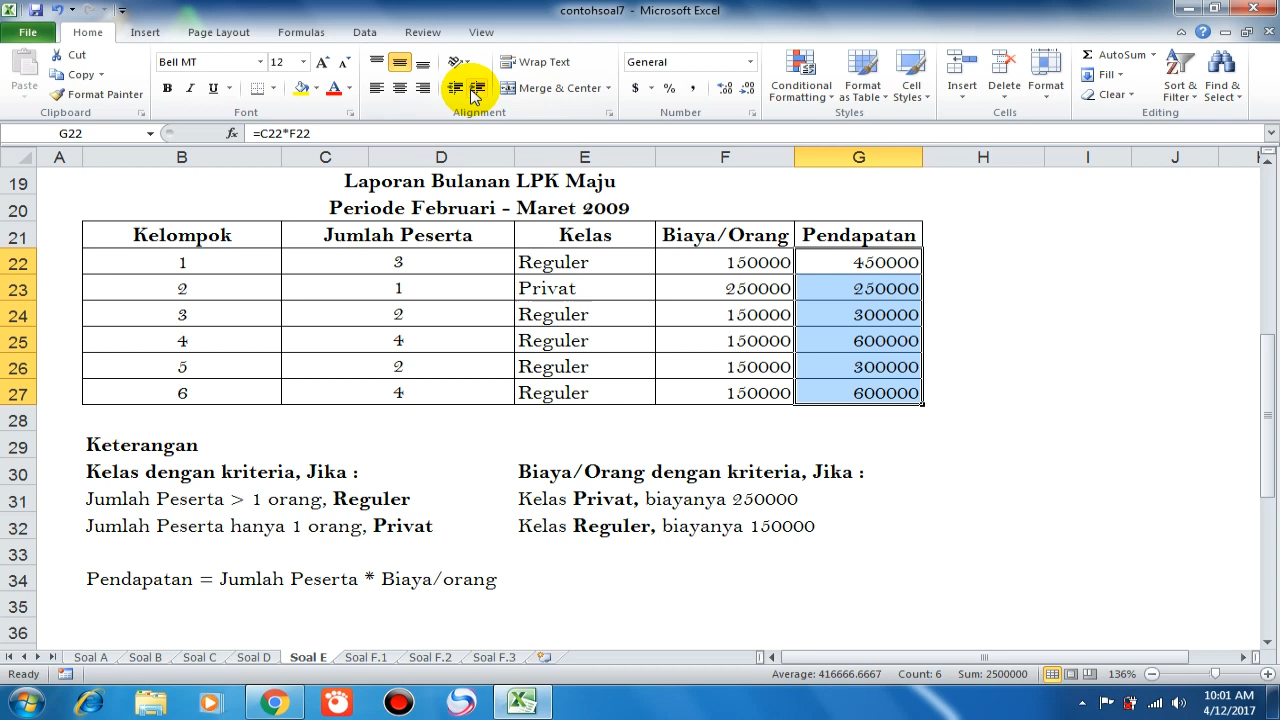 contohsoal7 - Microsoft Excel
File Home Insert Page Layout Formulas Data Review View
Paste Cut Copy Format Painter Clipboard
Bell MT 12 Font
Wrap Text Merge & Center Alignment
General $ % , Number
Conditional Formatting Format as Table Cell Styles Styles
Insert Delete Format Cells
AutoSum Fill Clear Sort & Filter Find & Select Editing
G22 fx =C22*F22
A B C D E F G H I J
19 Laporan Bulanan LPK Maju
20 Periode Februari - Maret 2009
21 Kelompok Jumlah Peserta Kelas Biaya/Orang Pendapatan
22 1 3 Reguler 150000 450000
23 2 1 Privat 250000 250000
24 3 2 Reguler 150000 300000
25 4 4 Reguler 150000 600000
26 5 2 Reguler 150000 300000
27 6 4 Reguler 150000 600000
28
29 Keterangan
30 Kelas dengan kriteria, Jika : Biaya/Orang dengan kriteria, Jika :
31 Jumlah Peserta > 1 orang, Reguler Kelas Privat, biayanya 250000
32 Jumlah Peserta hanya 1 orang, Privat Kelas Reguler, biayanya 150000
33
34 Pendapatan = Jumlah Peserta * Biaya/orang
35
36
Soal A Soal B Soal C Soal D Soal E Soal F.1 Soal F.2 Soal F.3
Ready Average: 416666.6667 Count: 6 Sum: 2500000 136%
10:01 AM
4/12/2017